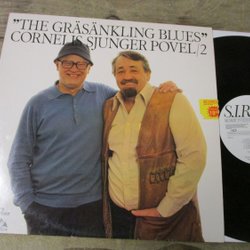 "THE GRÄSÄNKLING BLUES"
CORNELIS SJUNGER POVEL/2
S.I.R.